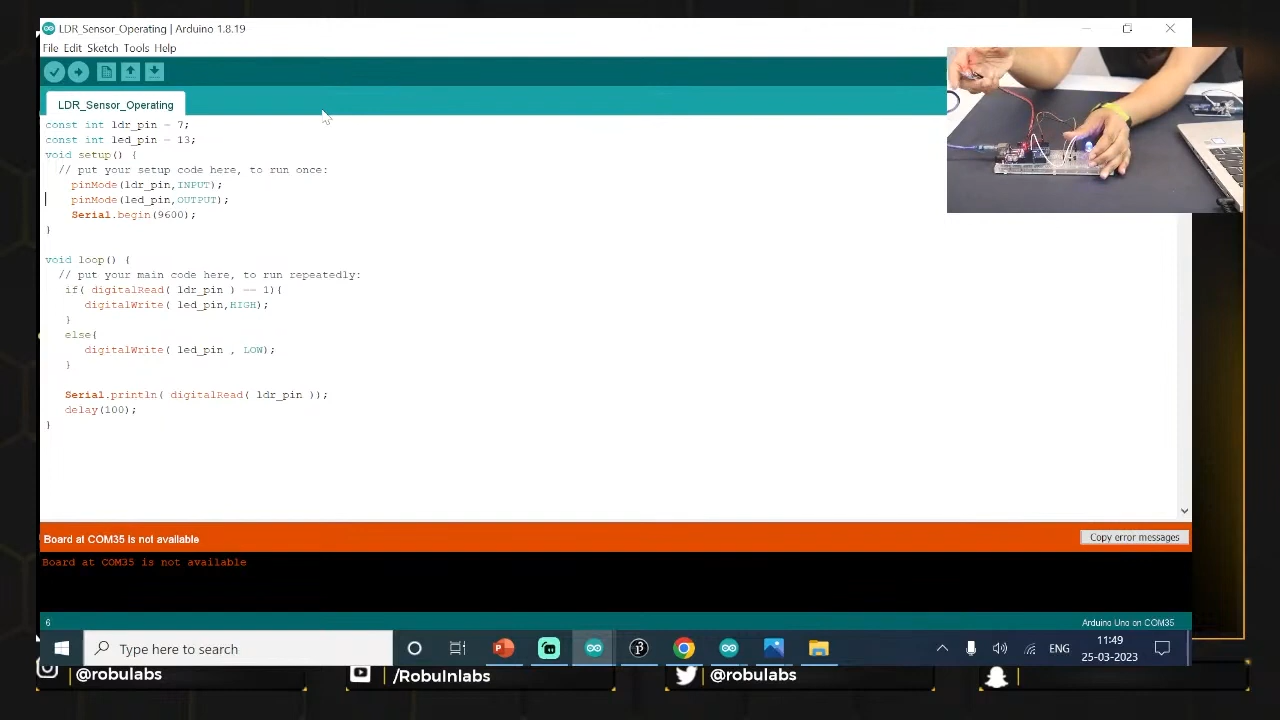 LDR_Sensor_Operating | Arduino 1.8.19
File Edit Sketch Tools Help
LDR_Sensor_Operating
const int ldr_pin = 7;
const int led_pin = 13;
void setup() {
// put your setup code here, to run once:
pinMode(ldr_pin,INPUT);
pinMode(led_pin,OUTPUT);
Serial.begin(9600);
}
void loop() {
// put your main code here, to run repeatedly:
if( digitalRead( ldr_pin ) == 1){
digitalWrite( led_pin,HIGH);
}
else{
digitalWrite( led_pin , LOW);
}
Serial.println( digitalRead( ldr_pin ));
delay(100);
}
Board at COM35 is not available
Copy error messages
Board at COM35 is not available
6
Arduino Uno on COM35
Type here to search
ENG
11:49
25-03-2023
@robulabs
/RobuInlabs
@robulabs